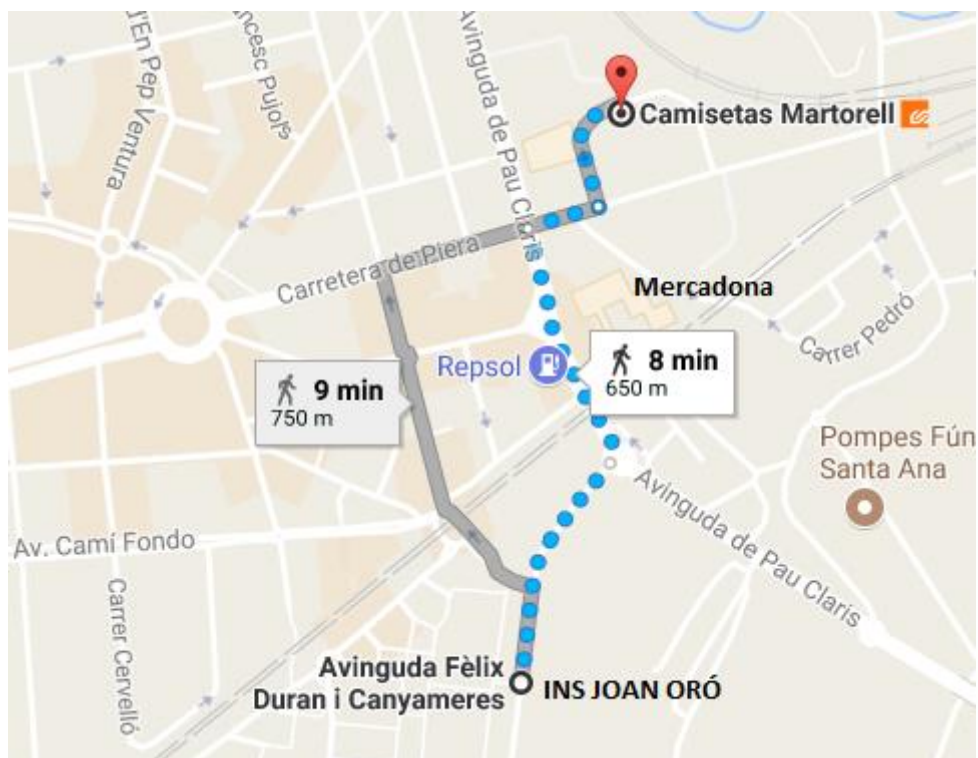 d'En Pep Ventura
ncesc Pujols
Avinguda de Pau Claris
Camisetas Martorell
Carretera de Piera
Mercadona
Carrer Pedró
Repsol
8 min
650 m
9 min
750 m
Pompes Fún
Santa Ana
Avinguda de Pau Claris
Av. Camí Fondo
Carrer Cervelló
Avinguda Fèlix
Duran i Canyameres
INS JOAN ORÓ